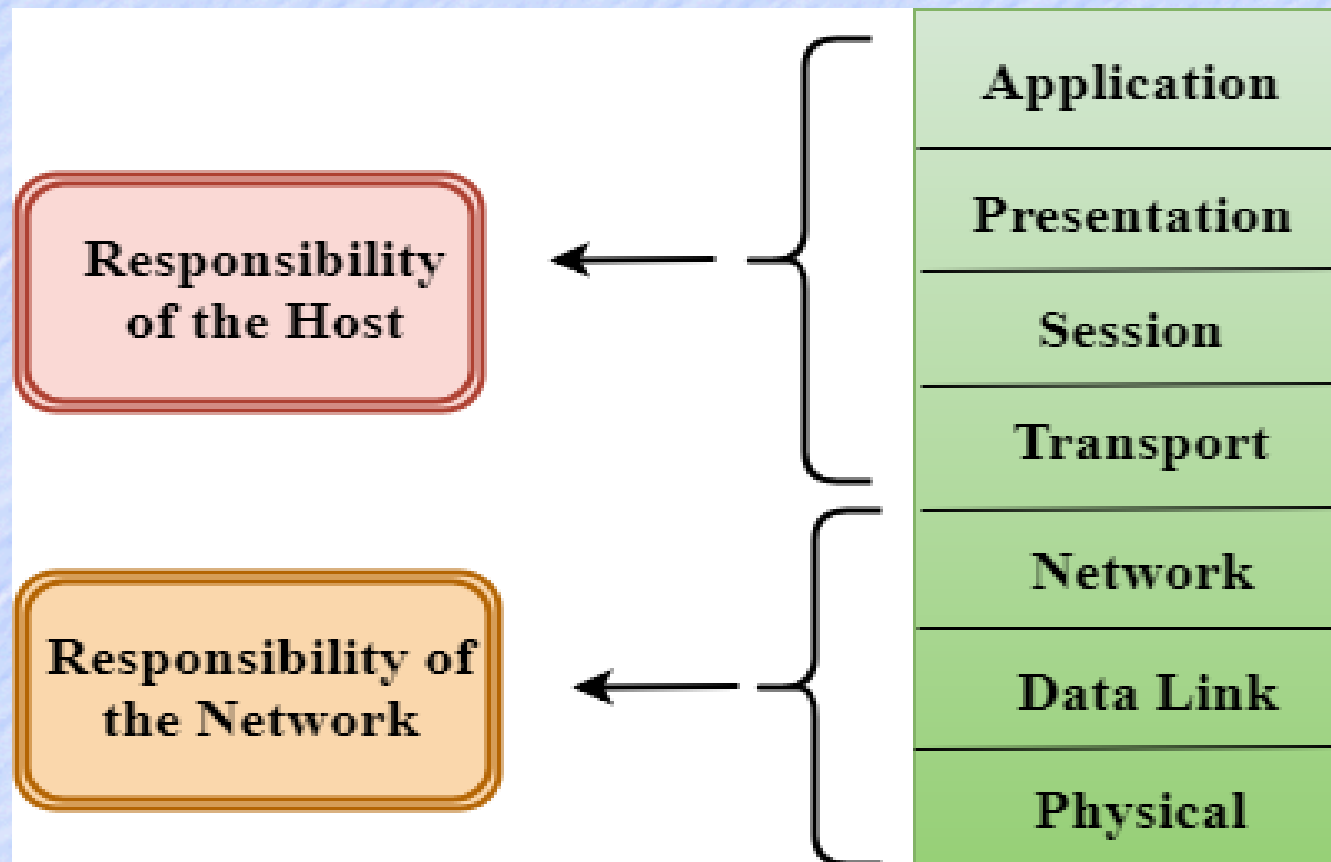 Application
Presentation
Responsibility
of the Host
Session
Transport
Network
Responsibility of
the Network
Data Link
Physical